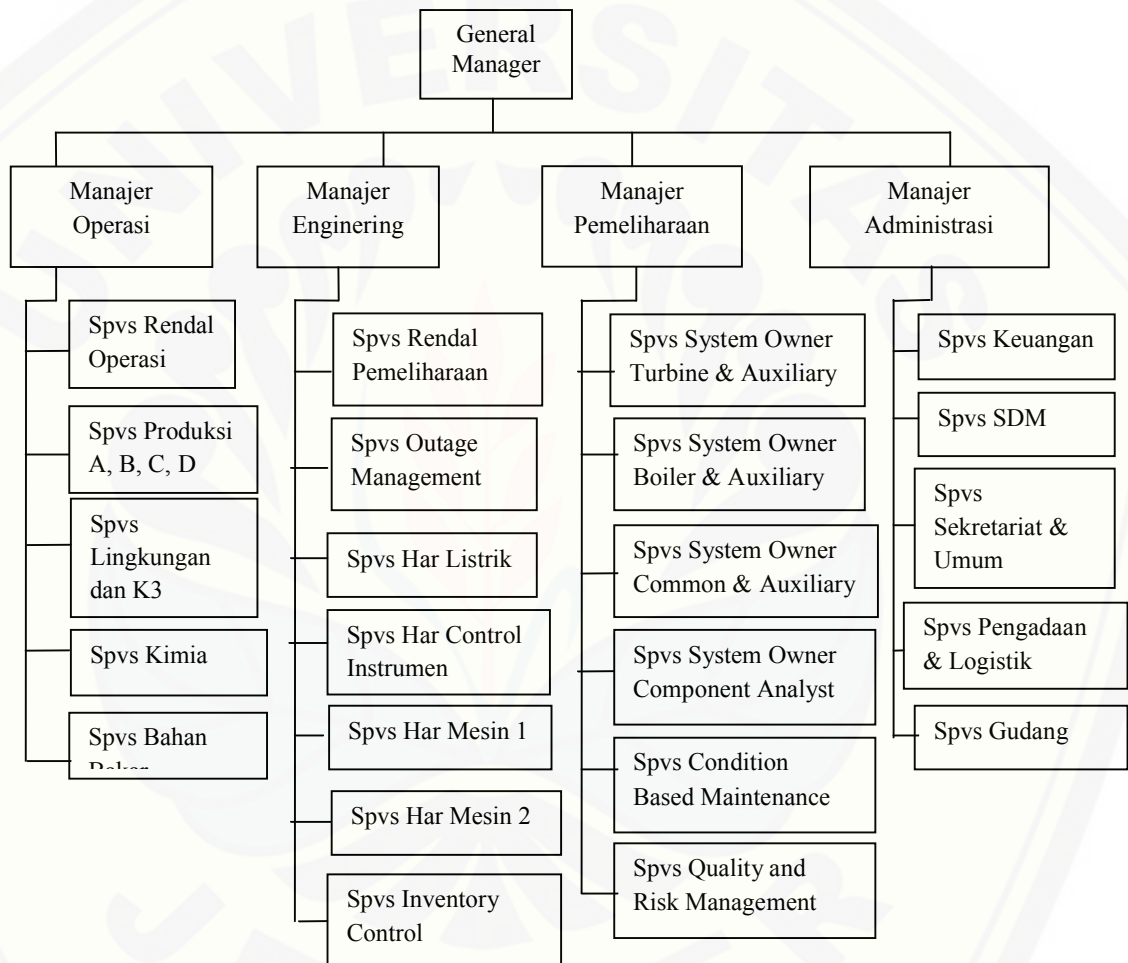 UNIVERSITAS
General
Manager
Manajer
Operasi
Manajer
Enginering
Manajer
Pemeliharaan
Manajer
Administrasi
Spvs Rendal
Operasi
Spvs Produksi
A, B, C, D
Spvs
Lingkungan
dan K3
Spvs Kimia
Spvs Bahan
Spvs Rendal
Pemeliharaan
Spvs Outage
Management
Spvs Har Listrik
Spvs Har Control
Instrumen
Spvs Har Mesin 1
Spvs Har Mesin 2
Spvs Inventory
Control
Spvs System Owner
Turbine & Auxiliary
Spvs System Owner
Boiler & Auxiliary
Spvs System Owner
Common & Auxiliary
Spvs System Owner
Component Analyst
Spvs Condition
Based Maintenance
Spvs Quality and
Risk Management
Spvs Keuangan
Spvs SDM
Spvs
Sekretariat &
Umum
Spvs Pengadaan
& Logistik
Spvs Gudang